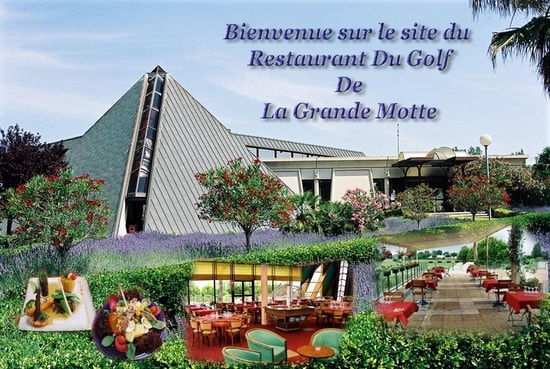 Bienvenue sur le site du
Restaurant Du Golf
De
La Grande Motte